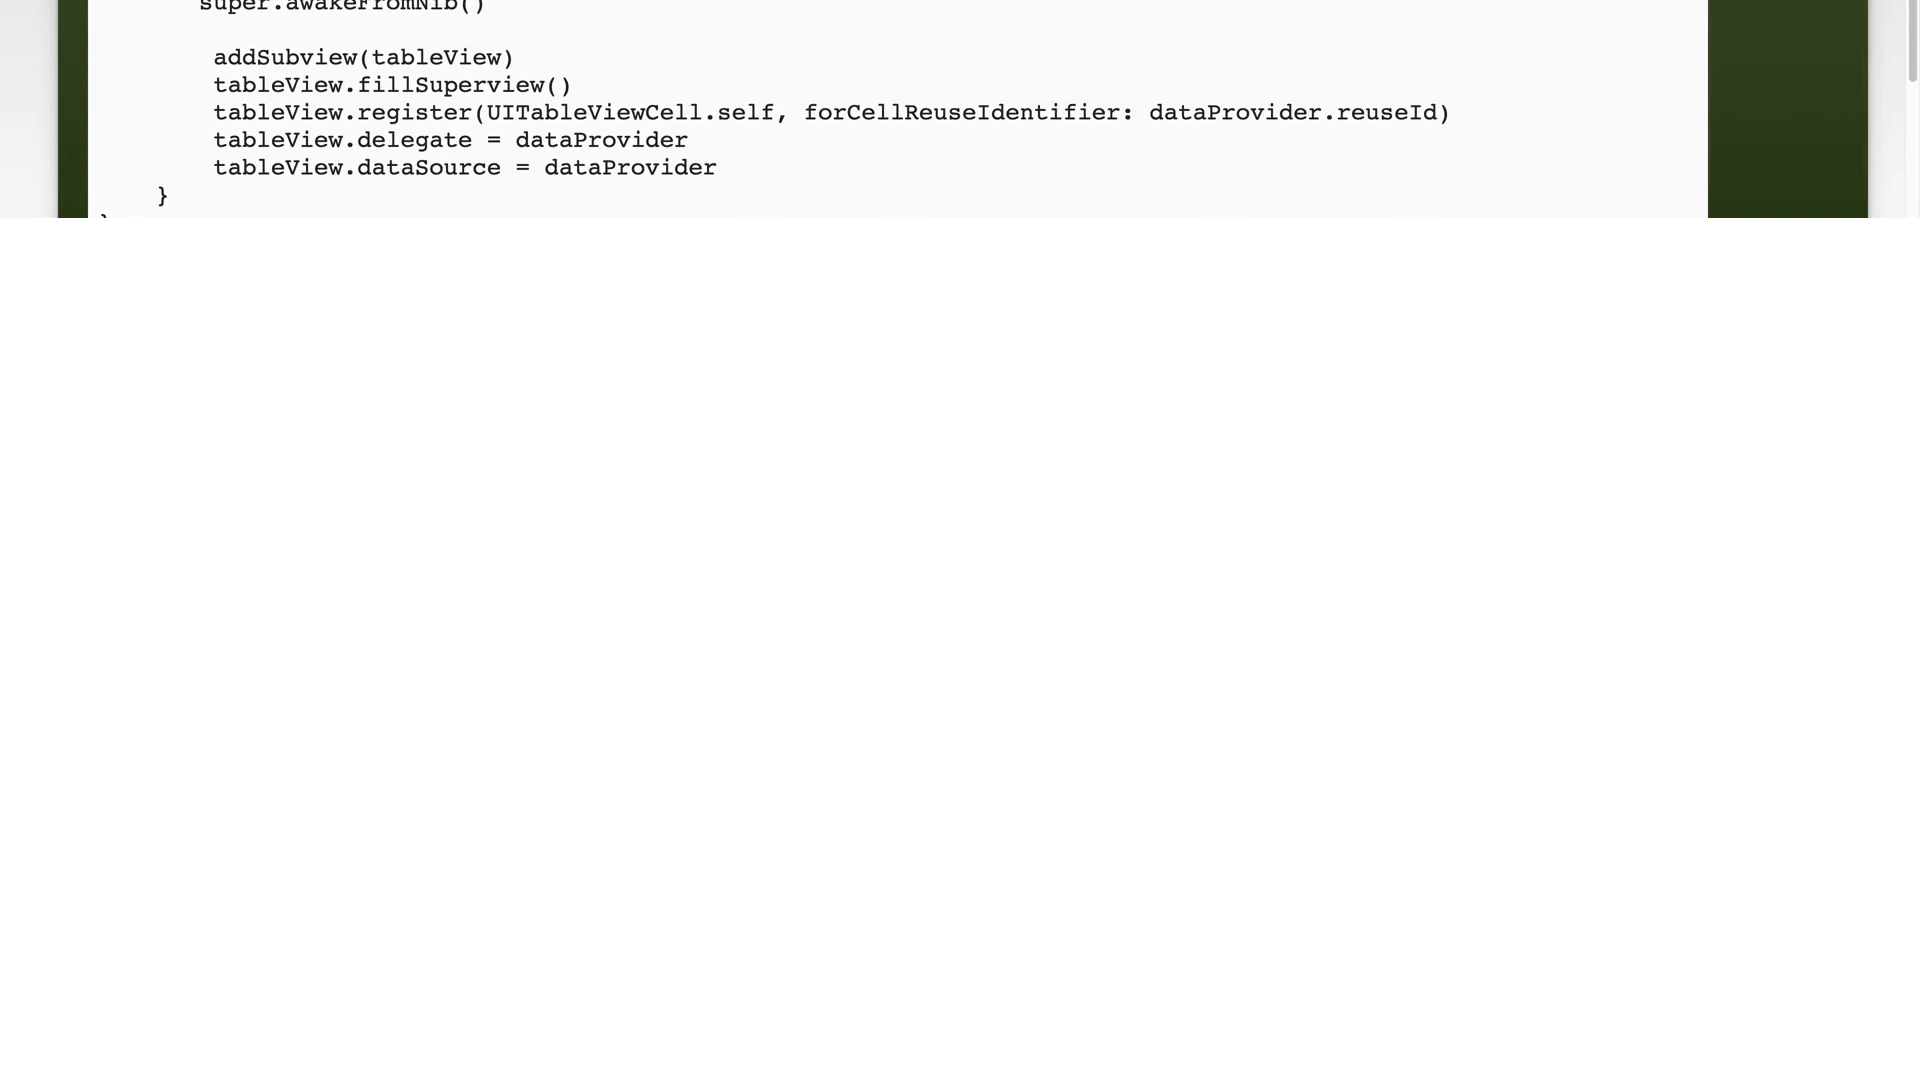 super.awakeFromNib()
addSubview(tableView)
tableView.fillSuperview()
tableView.register(UITableViewCell.self, forCellReuseIdentifier: dataProvider.reuseId)
tableView.delegate = dataProvider
tableView.dataSource = dataProvider
}
}